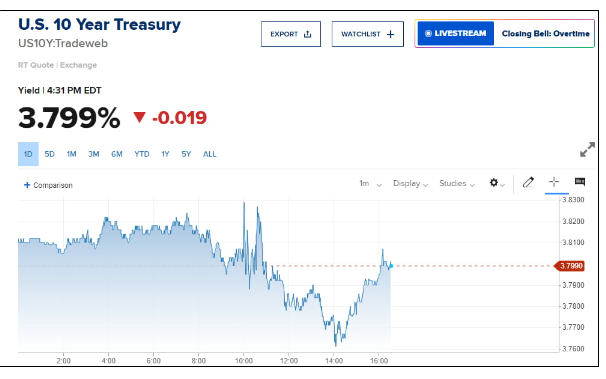 U.S. 10 Year Treasury
US10Y:Tradeweb
EXPORT
WATCHLIST +
LIVESTREAM
Closing Bell: Overtime
RT Quote | Exchange
Yield | 4:31 PM EDT
3.799% ▼ -0.019
1D 5D 1M 3M 6M YTD 1Y 5Y ALL
+ Comparison
1m Display Studies
3.8300
3.8200
3.8100
3.7990
3.7900
3.7800
3.7700
3.7600
2:00 4:00 6:00 8:00 10:00 12:00 14:00 16:00